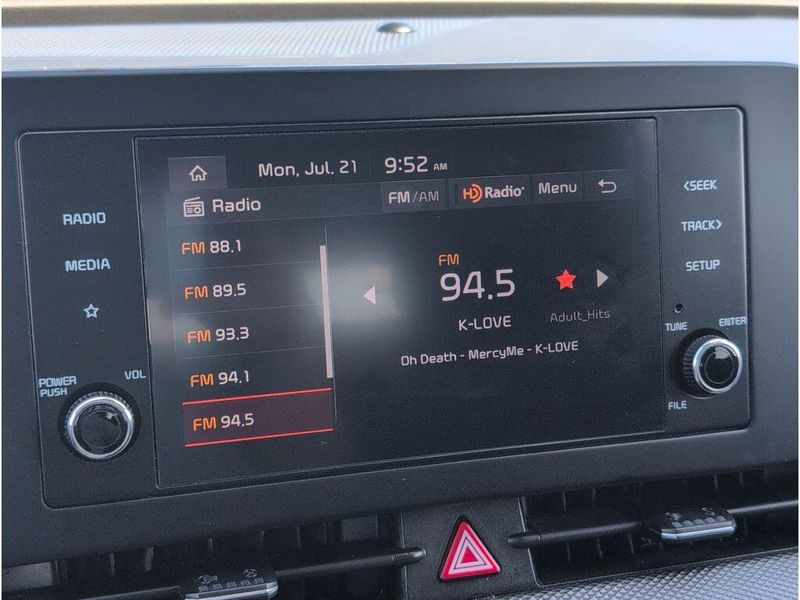 Mon, Jul. 21 9:52 AM
Radio FM/AM HD Radio Menu
RADIO
MEDIA
POWER
PUSH
VOL
FM 88.1
FM 89.5
FM 93.3
FM 94.1
FM 94.5
FM
94.5
K-LOVE
Adult_Hits
Oh Death - MercyMe - K-LOVE
<SEEK
TRACK>
SETUP
TUNE
ENTER
FILE